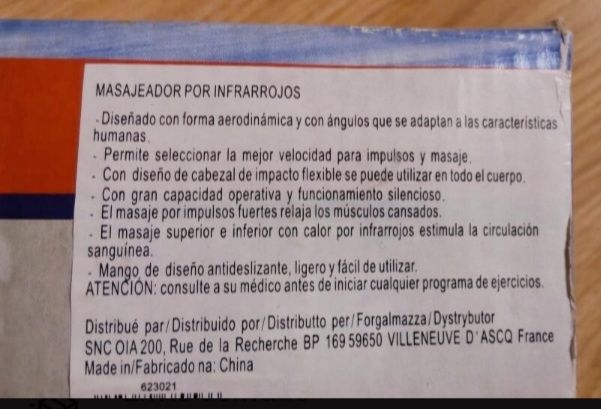 MASAJEADOR POR INFRARROJOS
- Diseñado con forma aerodinámica y con ángulos que se adaptan a las características
humanas.
- Permite seleccionar la mejor velocidad para impulsos y masaje.
- Con diseño de cabezal de impacto flexible se puede utilizar en todo el cuerpo.
- Con gran capacidad operativa y funcionamiento silencioso.
- El masaje por impulsos fuertes relaja los músculos cansados.
- El masaje superior e inferior con calor por infrarrojos estimula la circulación
sanguínea.
- Mango de diseño antideslizante, ligero y fácil de utilizar.
ATENCIÓN: consulte a su médico antes de iniciar cualquier programa de ejercicios.
Distribué par/Distribuido por/Distributto per/Forgalmazza/Dystrybutor
SNC OIA 200, Rue de la Recherche BP 169 59650 VILLENEUVE D'ASCQ France
Made in/Fabricado na: China
623021